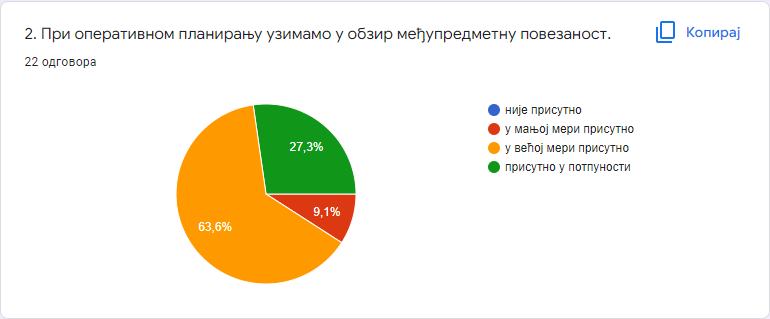 2. При оперативном планирању узимамо у обзир међупредметну повезаност.
Копирај
22 одговора
није присутно
у мањој мери присутно
у већој мери присутно
присутно у потпуности
27,3%
9,1%
63,6%